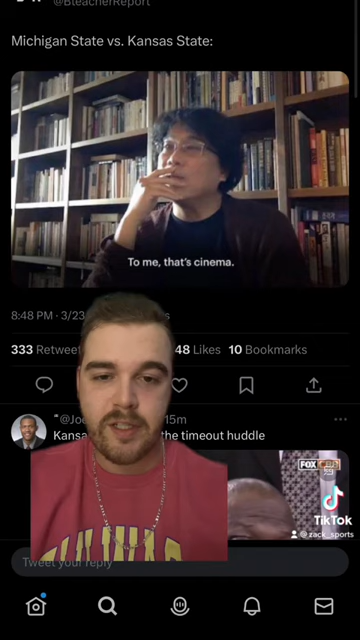 @BleacherReport
Michigan State vs. Kansas State:
To me, that's cinema.
8:48 PM · 3/23
333 Retweet
48 Likes 10 Bookmarks
15m
Kansa
the timeout huddle
FOX
TikTok
@zack_sports
Tweet your reply